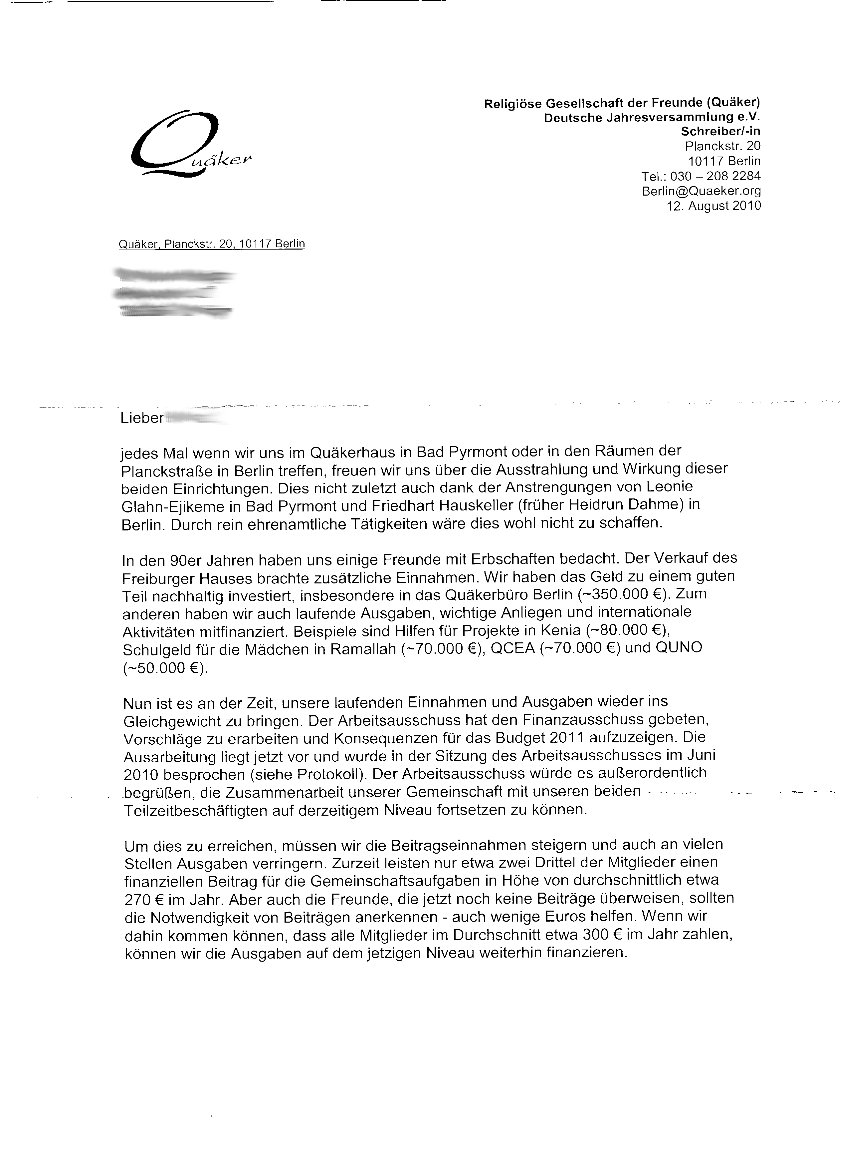 Quäker
Religiöse Gesellschaft der Freunde (Quäker)
Deutsche Jahresversammlung e.V.
Schreiber/-in
Planckstr. 20
10117 Berlin
Tel.: 030 – 208 2284
Berlin@Quaeker.org
12. August 2010
Quäker, Planckstr. 20, 10117 Berlin
Lieber
jedes Mal wenn wir uns im Quäkerhaus in Bad Pyrmont oder in den Räumen der
Planckstraße in Berlin treffen, freuen wir uns über die Ausstrahlung und Wirkung dieser
beiden Einrichtungen. Dies nicht zuletzt auch dank der Anstrengungen von Leonie
Glahn-Ejikeme in Bad Pyrmont und Friedhart Hauskeller (früher Heidrun Dahme) in
Berlin. Durch rein ehrenamtliche Tätigkeiten wäre dies wohl nicht zu schaffen.
In den 90er Jahren haben uns einige Freunde mit Erbschaften bedacht. Der Verkauf des
Freiburger Hauses brachte zusätzliche Einnahmen. Wir haben das Geld zu einem guten
Teil nachhaltig investiert, insbesondere in das Quäkerbüro Berlin (~350.000 €). Zum
anderen haben wir auch laufende Ausgaben, wichtige Anliegen und internationale
Aktivitäten mitfinanziert. Beispiele sind Hilfen für Projekte in Kenia (~80.000 €),
Schulgeld für die Mädchen in Ramallah (~70.000 €), QCEA (~70.000 €) und QUNO
(~50.000 €).
Nun ist es an der Zeit, unsere laufenden Einnahmen und Ausgaben wieder ins
Gleichgewicht zu bringen. Der Arbeitsausschuss hat den Finanzausschuss gebeten,
Vorschläge zu erarbeiten und Konsequenzen für das Budget 2011 aufzuzeigen. Die
Ausarbeitung liegt jetzt vor und wurde in der Sitzung des Arbeitsausschusses im Juni
2010 besprochen (siehe Protokoll). Der Arbeitsausschuss würde es außerordentlich
begrüßen, die Zusammenarbeit unserer Gemeinschaft mit unseren beiden
Teilzeitbeschäftigten auf derzeitigem Niveau fortsetzen zu können.
Um dies zu erreichen, müssen wir die Beitragseinnahmen steigern und auch an vielen
Stellen Ausgaben verringern. Zurzeit leisten nur etwa zwei Drittel der Mitglieder einen
finanziellen Beitrag für die Gemeinschaftsaufgaben in Höhe von durchschnittlich etwa
270 € im Jahr. Aber auch die Freunde, die jetzt noch keine Beiträge überweisen, sollten
die Notwendigkeit von Beiträgen anerkennen - auch wenige Euros helfen. Wenn wir
dahin kommen können, dass alle Mitglieder im Durchschnitt etwa 300 € im Jahr zahlen,
können wir die Ausgaben auf dem jetzigen Niveau weiterhin finanzieren.